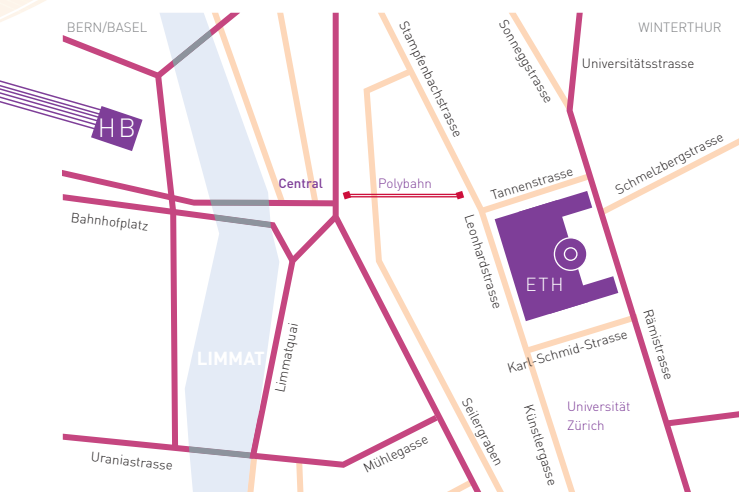 BERN/BASEL
WINTERTHUR
Stampfenbachstrasse
Sonneggstrasse
Universitätsstrasse
HB
Schmelzbergstrasse
Central
Polybahn
Tannenstrasse
Bahnhofplatz
Leonhardstrasse
ETH
LIMMAT
Limmatquai
Karl-Schmid-Strasse
Rämistrasse
Universität
Zürich
Seilergraben
Künstlergasse
Uraniastrasse
Mühlegasse